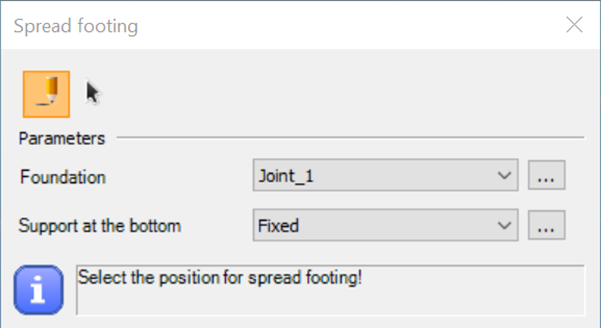 Spread footing
Parameters
Foundation Joint_1 ...
Support at the bottom Fixed ...
Select the position for spread footing!